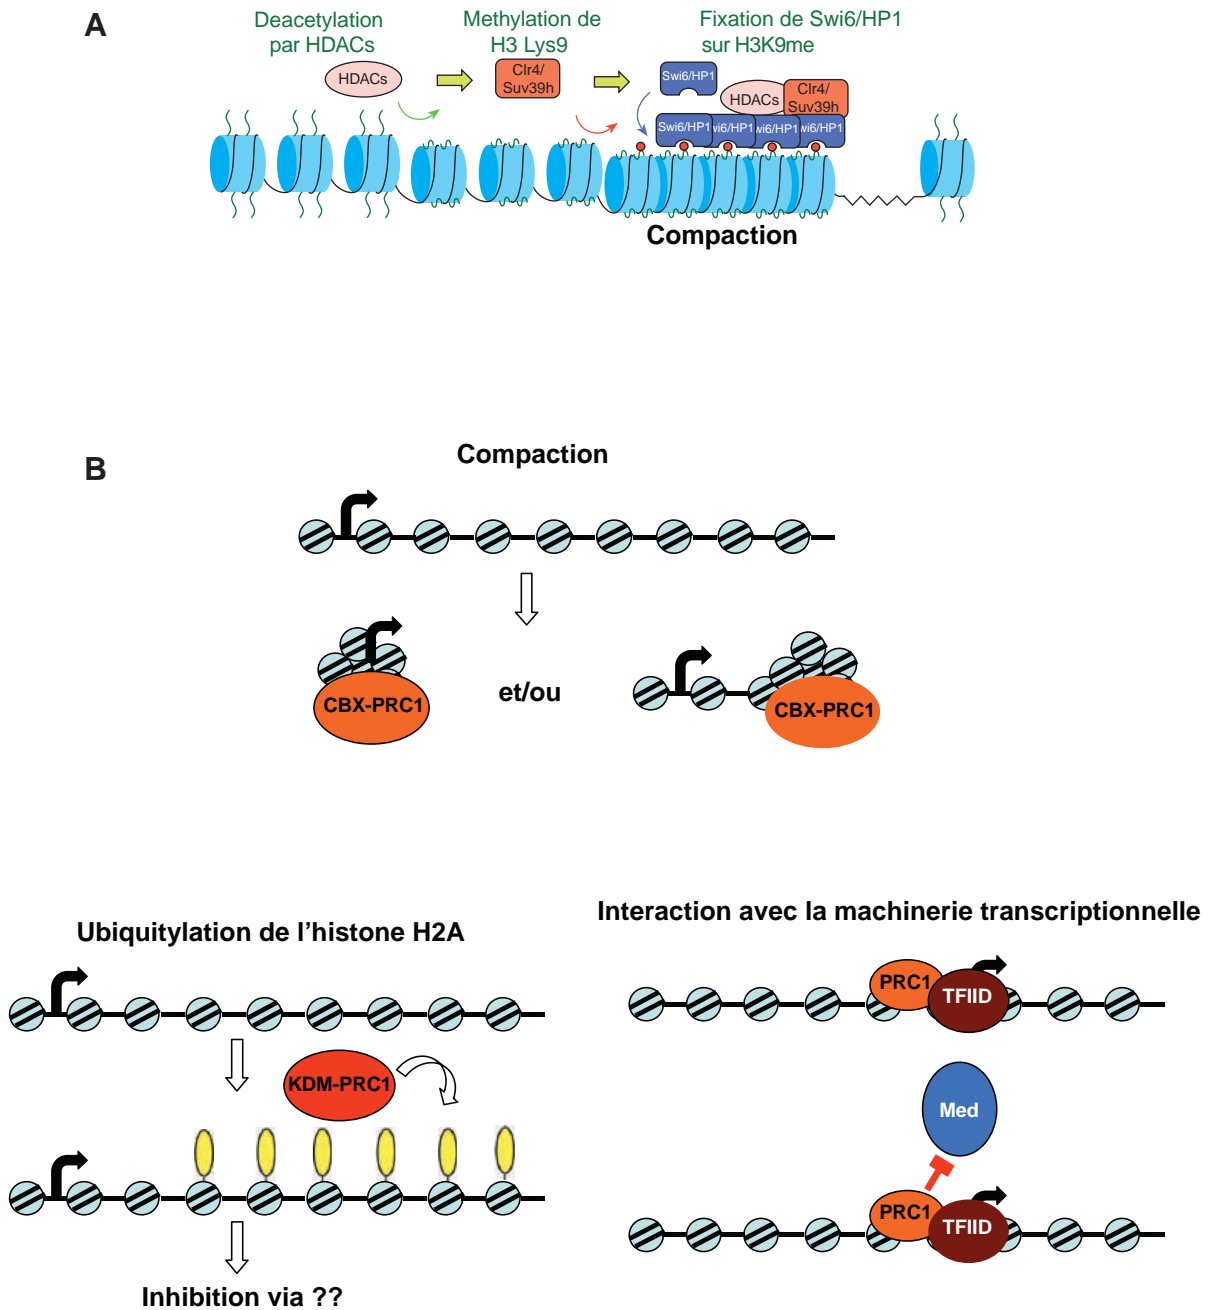 A
Deacetylation
par HDACs
Methylation de
H3 Lys9
Fixation de Swi6/HP1
sur H3K9me
HDACs
Clr4/
Suv39h
Swi6/HP1
HDACs
Clr4/
Suv39h
Swi6/HP1
wi6/HP1
wi6/HP1
wi6/HP1
Compaction
B
Compaction
CBX-PRC1
et/ou
CBX-PRC1
Ubiquitylation de l'histone H2A
KDM-PRC1
Inhibition via ??
Interaction avec la machinerie transcriptionnelle
PRC1
TFIID
Med
PRC1
TFIID